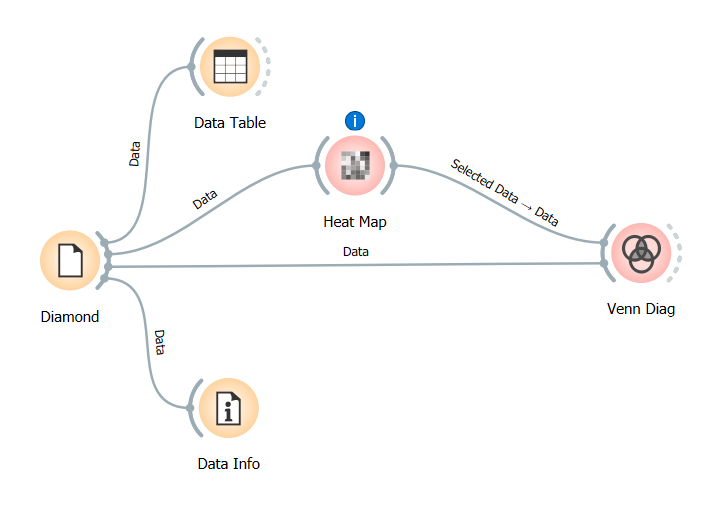 Data Table
Data
i
Heat Map
Data
Selected Data → Data
Data
Diamond
Venn Diag
Data
Data Info